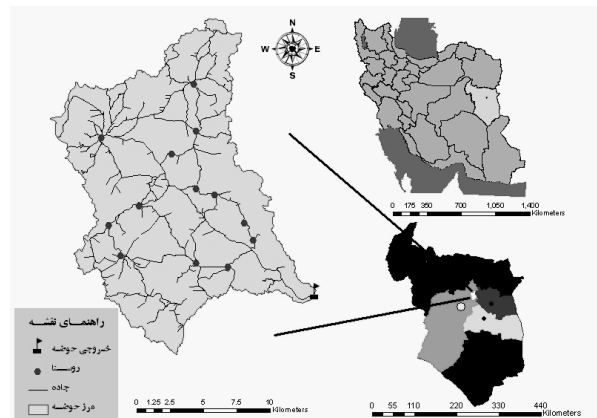 N
W E
S
0 175 350 700 1,050 1,400
Kilometers
راهنمای نقشه
خروجی حوضه
روستا
جاده
مرز حوضه
0 1.25 2.5 5 7.5 10
Kilometers
0 55 110 220 330 440
Kilometers